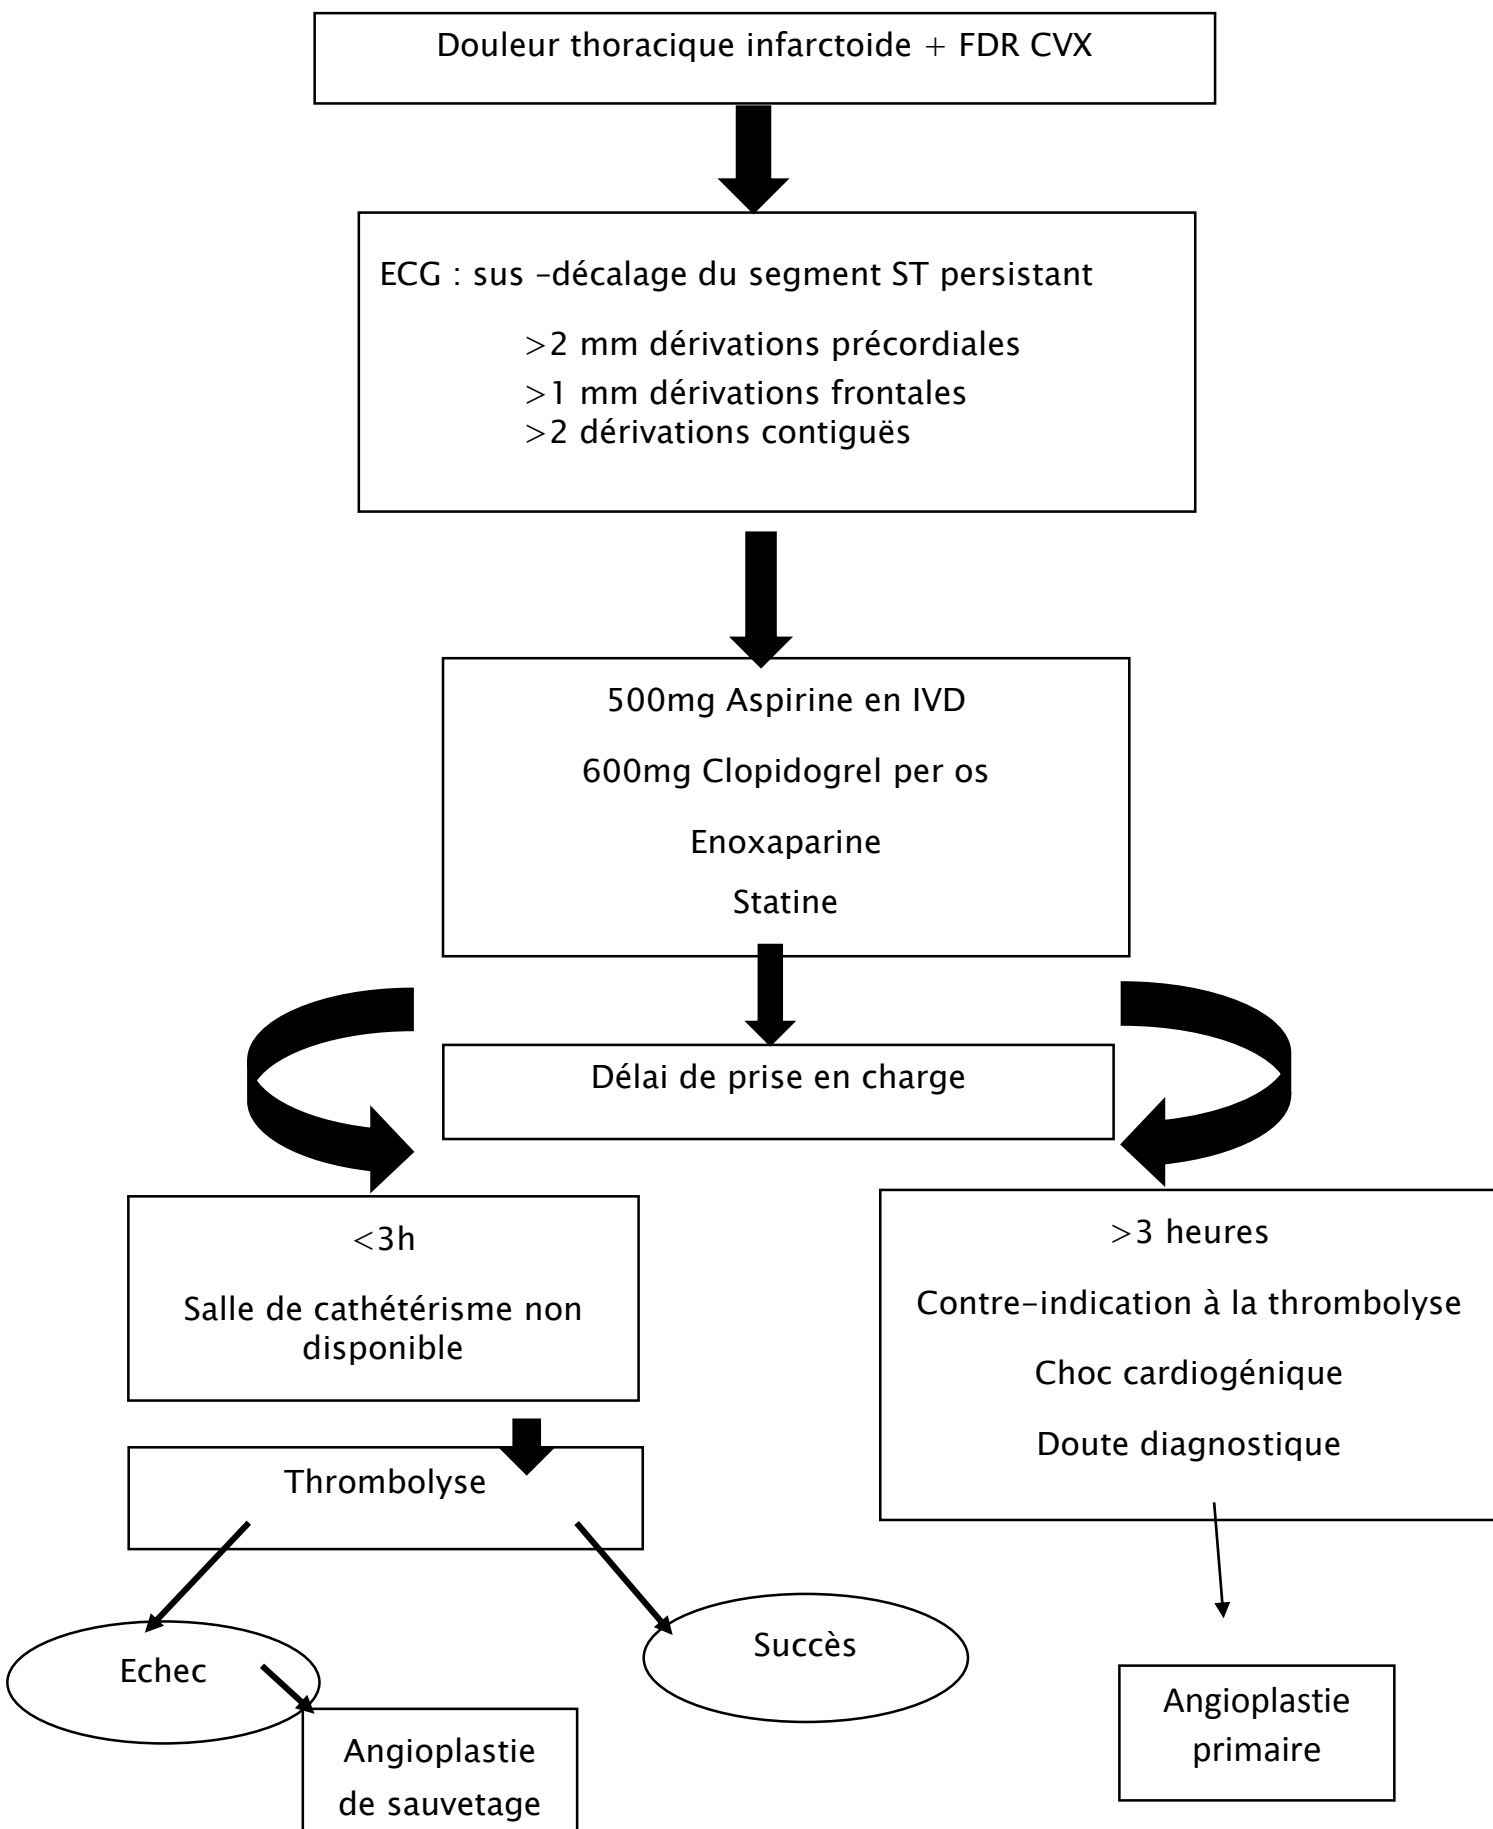 Douleur thoracique infarctoide + FDR CVX
ECG : sus -décalage du segment ST persistant
>2 mm dérivations précordiales
>1 mm dérivations frontales
>2 dérivations contiguës
500mg Aspirine en IVD
600mg Clopidogrel per os
Enoxaparine
Statine
Délai de prise en charge
<3h
Salle de cathétérisme non
disponible
>3 heures
Contre-indication à la thrombolyse
Choc cardiogénique
Doute diagnostique
Thrombolyse
Echec
Succès
Angioplastie
de sauvetage
Angioplastie
primaire